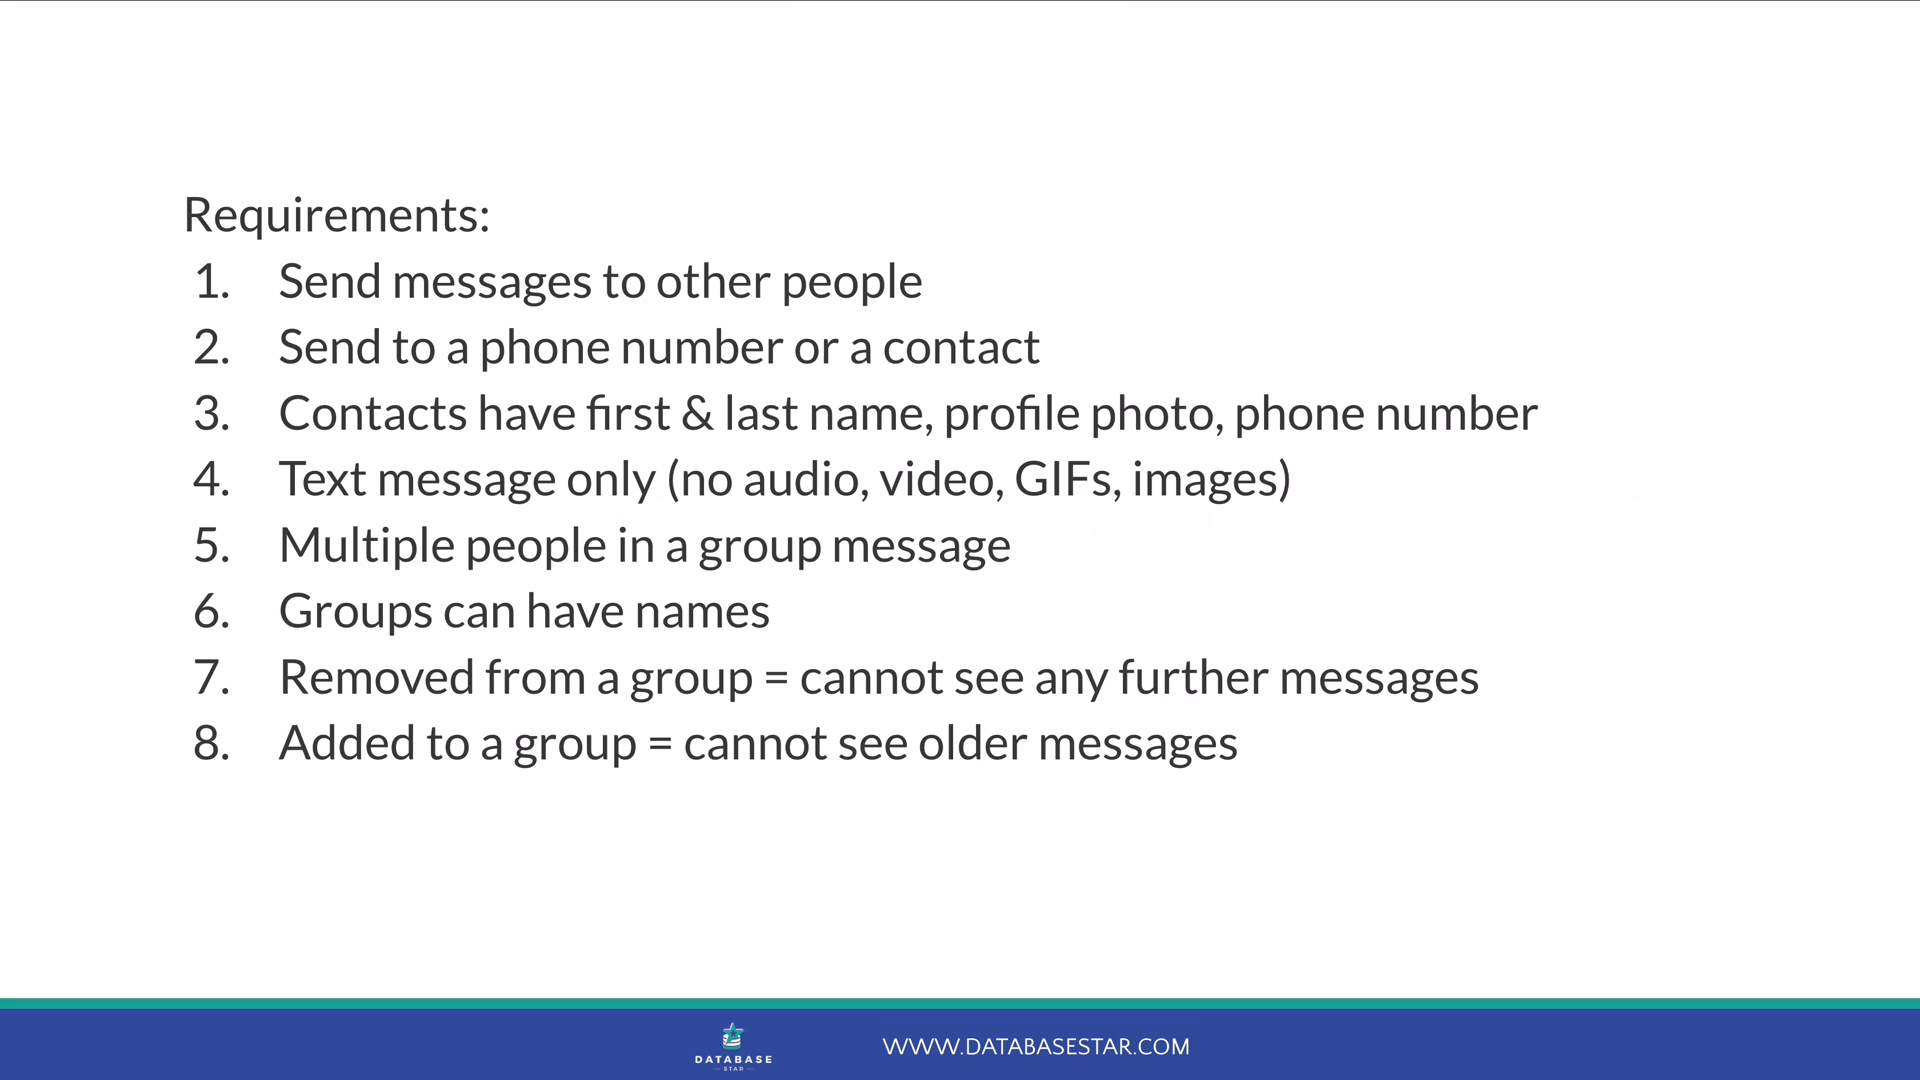 Requirements:
1. Send messages to other people
2. Send to a phone number or a contact
3. Contacts have first & last name, profile photo, phone number
4. Text message only (no audio, video, GIFs, images)
5. Multiple people in a group message
6. Groups can have names
7. Removed from a group = cannot see any further messages
8. Added to a group = cannot see older messages
DATABASE
STAR
WWW.DATABASESTAR.COM